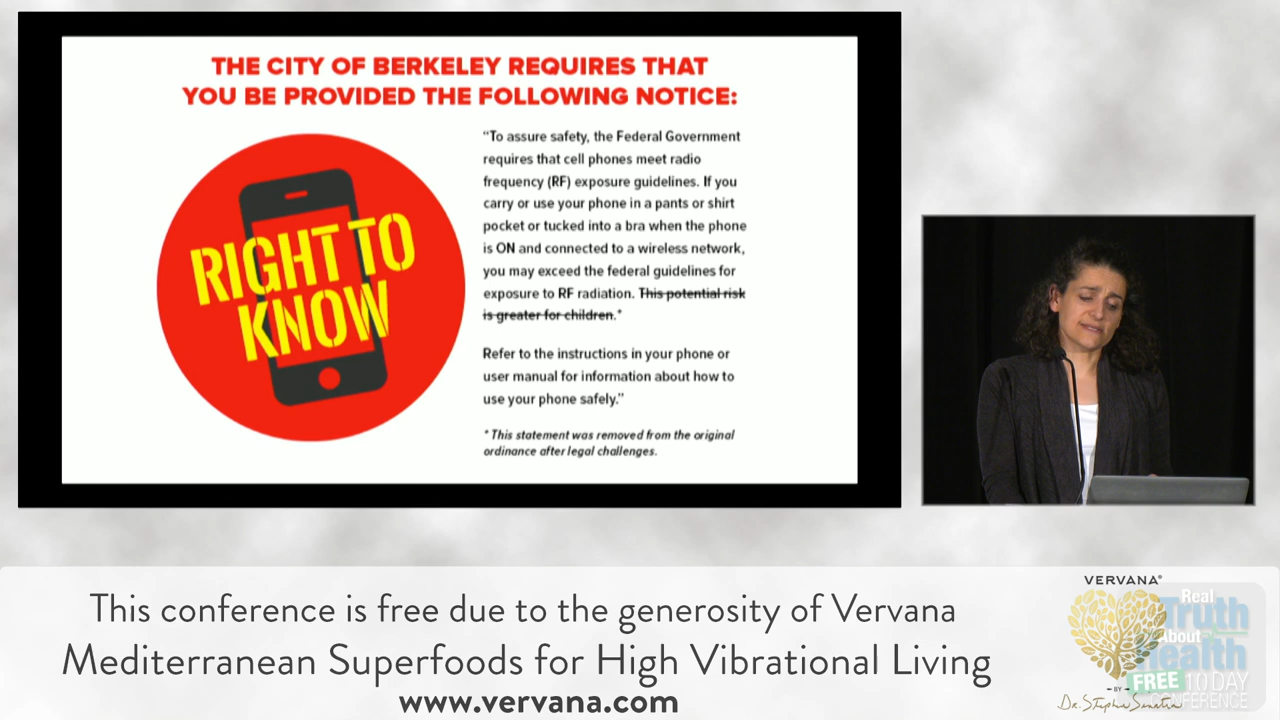 THE CITY OF BERKELEY REQUIRES THAT
YOU BE PROVIDED THE FOLLOWING NOTICE:
RIGHT TO
KNOW
“To assure safety, the Federal Government
requires that cell phones meet radio
frequency (RF) exposure guidelines. If you
carry or use your phone in a pants or shirt
pocket or tucked into a bra when the phone
is ON and connected to a wireless network,
you may exceed the federal guidelines for
exposure to RF radiation. This potential risk
is greater for children.*
Refer to the instructions in your phone or
user manual for information about how to
use your phone safely.”
* This statement was removed from the original
ordinance after legal challenges.
This conference is free due to the generosity of Vervana
Mediterranean Superfoods for High Vibrational Living
www.vervana.com
VERVANA®
Real
Truth
About
Health
FREE 10 DAY
CONFERENCE
BY
Dr. Stephen